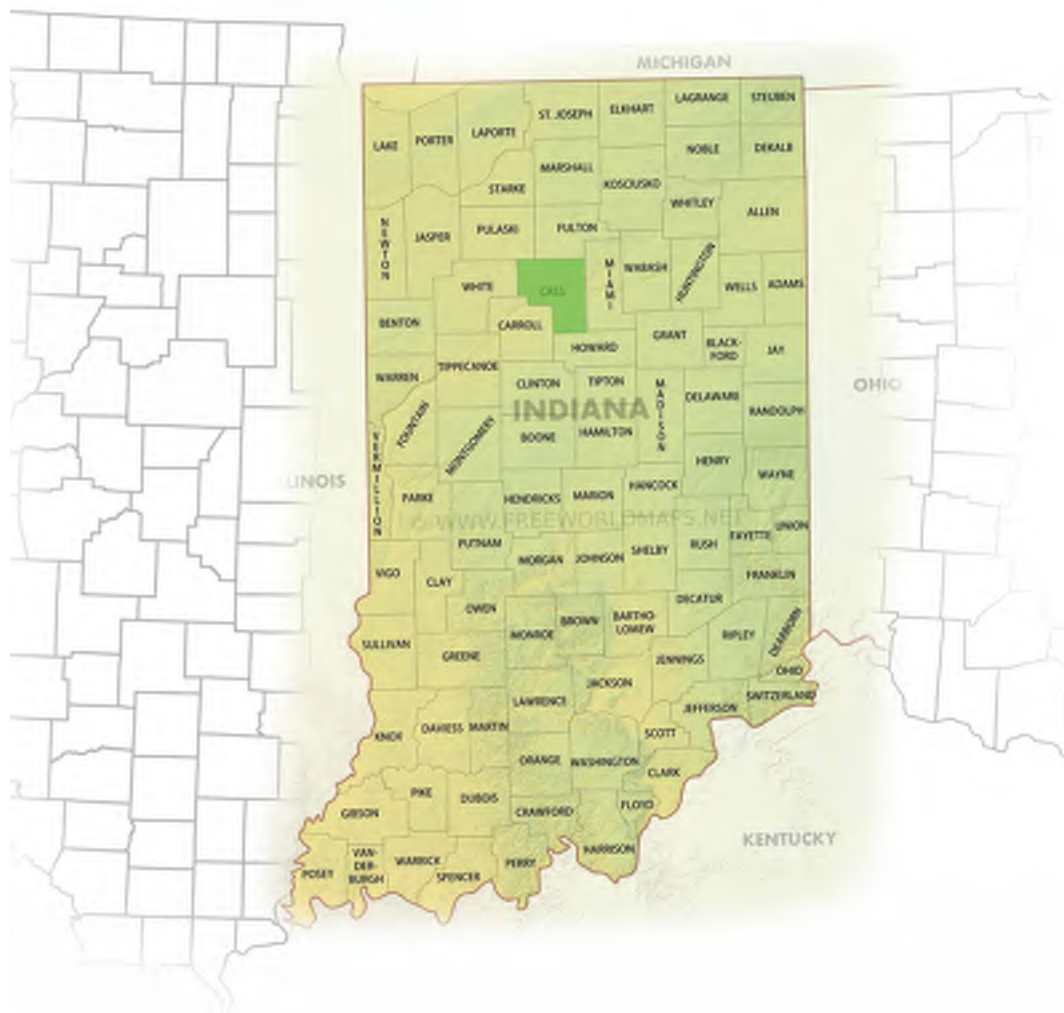 MICHIGAN
LAGRANGE
STEUBEN
ST. JOSEPH
ELKHART
LAKE
PORTER
LAPORTE
NOBLE
DEKALB
MARSHALL
KOSCIUSKO
STARKE
WHITLEY
ALLEN
NEWTON
JASPER
PULASKI
FULTON
MIAMI
WABASH
HUNTINGTON
WHITE
WELLS
ADAMS
BENTON
CARROLL
HOWARD
GRANT
BLACK-
FORD
JAY
TIPPECANOE
WARREN
CLINTON
TIPTON
MADISON
DELAWARE
OHIO
RANDOLPH
INDIANA
FOUNTAIN
MONTGOMERY
BOONE
HAMILTON
VERMILLION
HENRY
WAYNE
LINOIS
PARKE
HENDRICKS
MARION
HANCOCK
© WWW.FREEWORLDMAPS.NET
PUTNAM
MORGAN
JOHNSON
SHELBY
RUSH
FAYETTE
UNION
VIGO
CLAY
FRANKLIN
OWEN
DECATUR
MONROE
BROWN
BARTHO-
LOMEW
RIPLEY
DEARBORN
SULLIVAN
GREENE
JENNINGS
OHIO
JACKSON
LAWRENCE
JEFFERSON
SWITZERLAND
KNOX
DAVIESS
MARTIN
SCOTT
ORANGE
WASHINGTON
CLARK
PIKE
DUBOIS
GIBSON
CRAWFORD
FLOYD
KENTUCKY
HARRISON
POSEY
VAN-
DER-
BURGH
WARRICK
SPENCER
PERRY